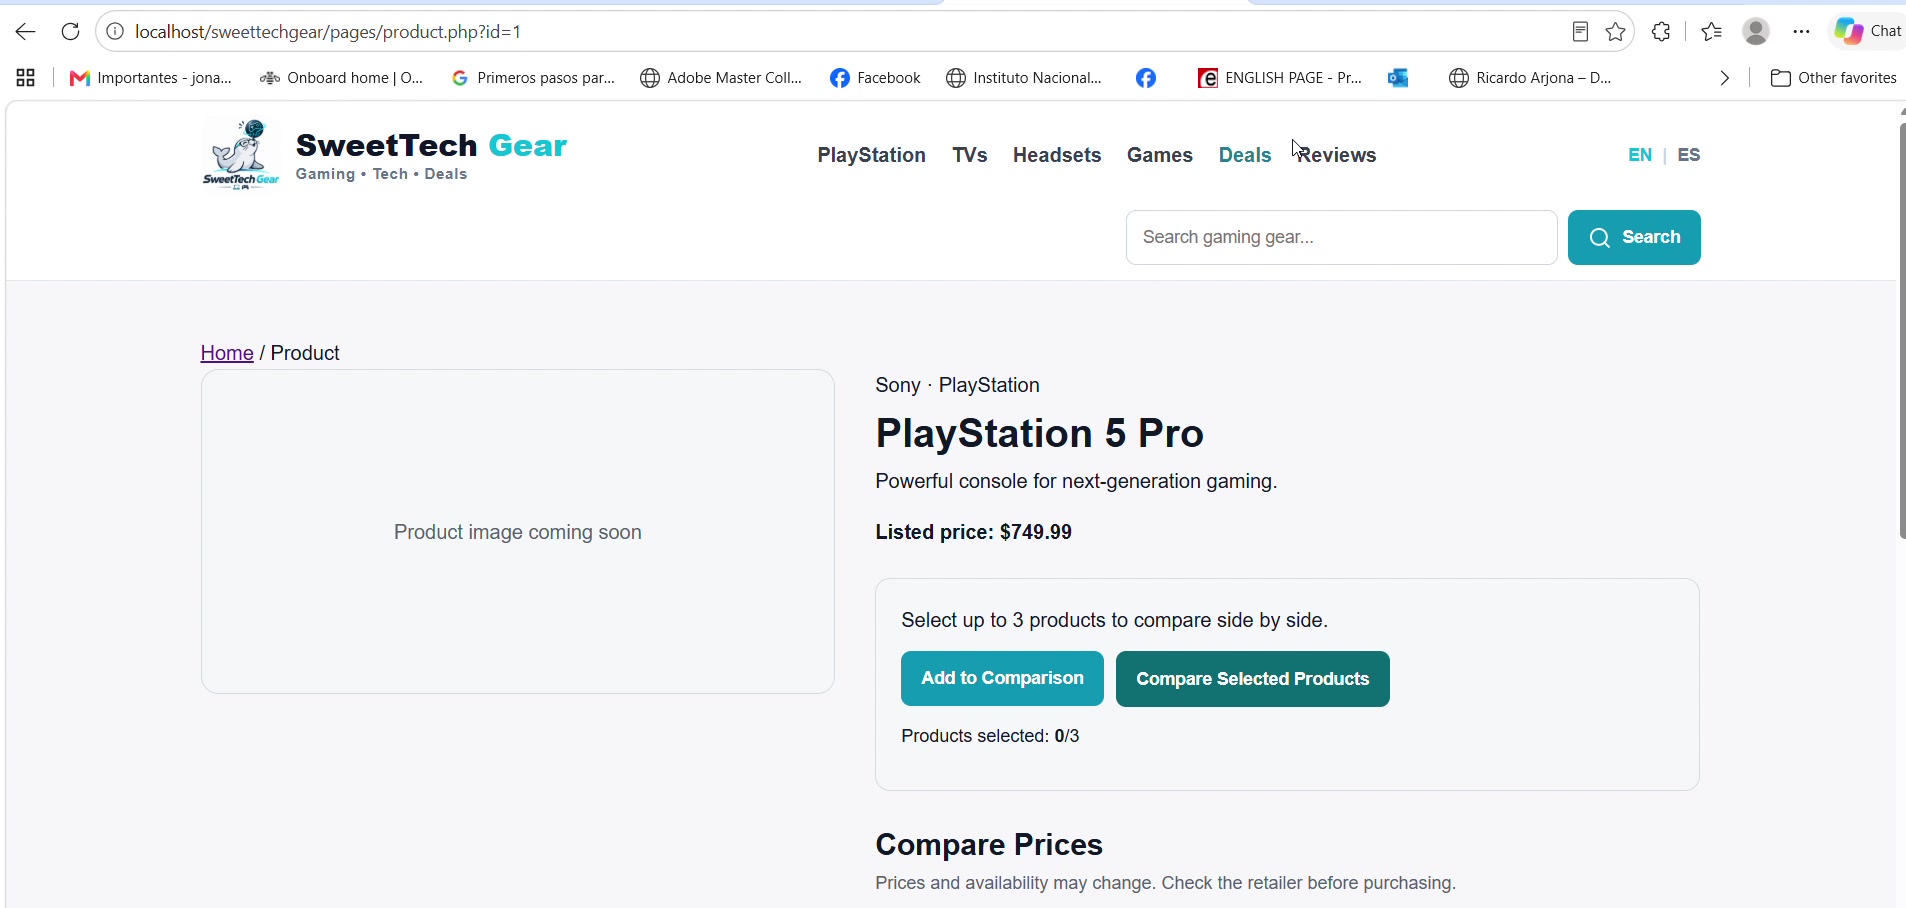 localhost/sweettechgear/pages/product.php?id=1
Chat
Importantes - jona...
Onboard home | O...
Primeros pasos par...
Adobe Master Coll...
Facebook
Instituto Nacional...
ENGLISH PAGE - Pr...
Ricardo Arjona – D...
Other favorites
SweetTech Gear
SweetTech Gear
Gaming • Tech • Deals
PlayStation
TVs
Headsets
Games
Deals
Reviews
EN | ES
Search gaming gear...
Search
Home / Product
Product image coming soon
Sony · PlayStation
PlayStation 5 Pro
Powerful console for next-generation gaming.
Listed price: $749.99
Select up to 3 products to compare side by side.
Add to Comparison
Compare Selected Products
Products selected: 0/3
Compare Prices
Prices and availability may change. Check the retailer before purchasing.